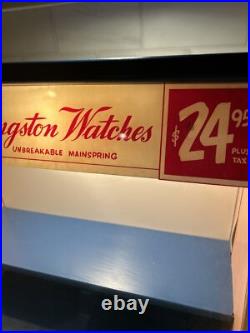 ngston Watches
UNBREAKABLE MAINSPRING
$24.95
PLUS
TAX